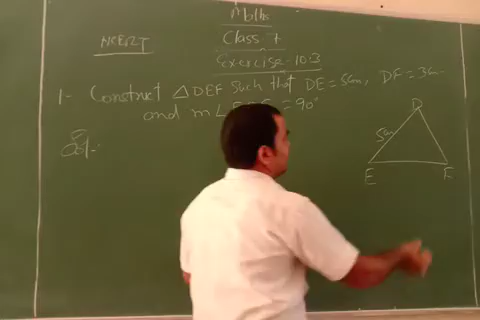 Maths
NCERT
Class 7
Exercise-10.3
1- Construct △DEF such that DE=5cm, DF=3cm
and m∠ =90°
Sol-
D
5cm
E
F